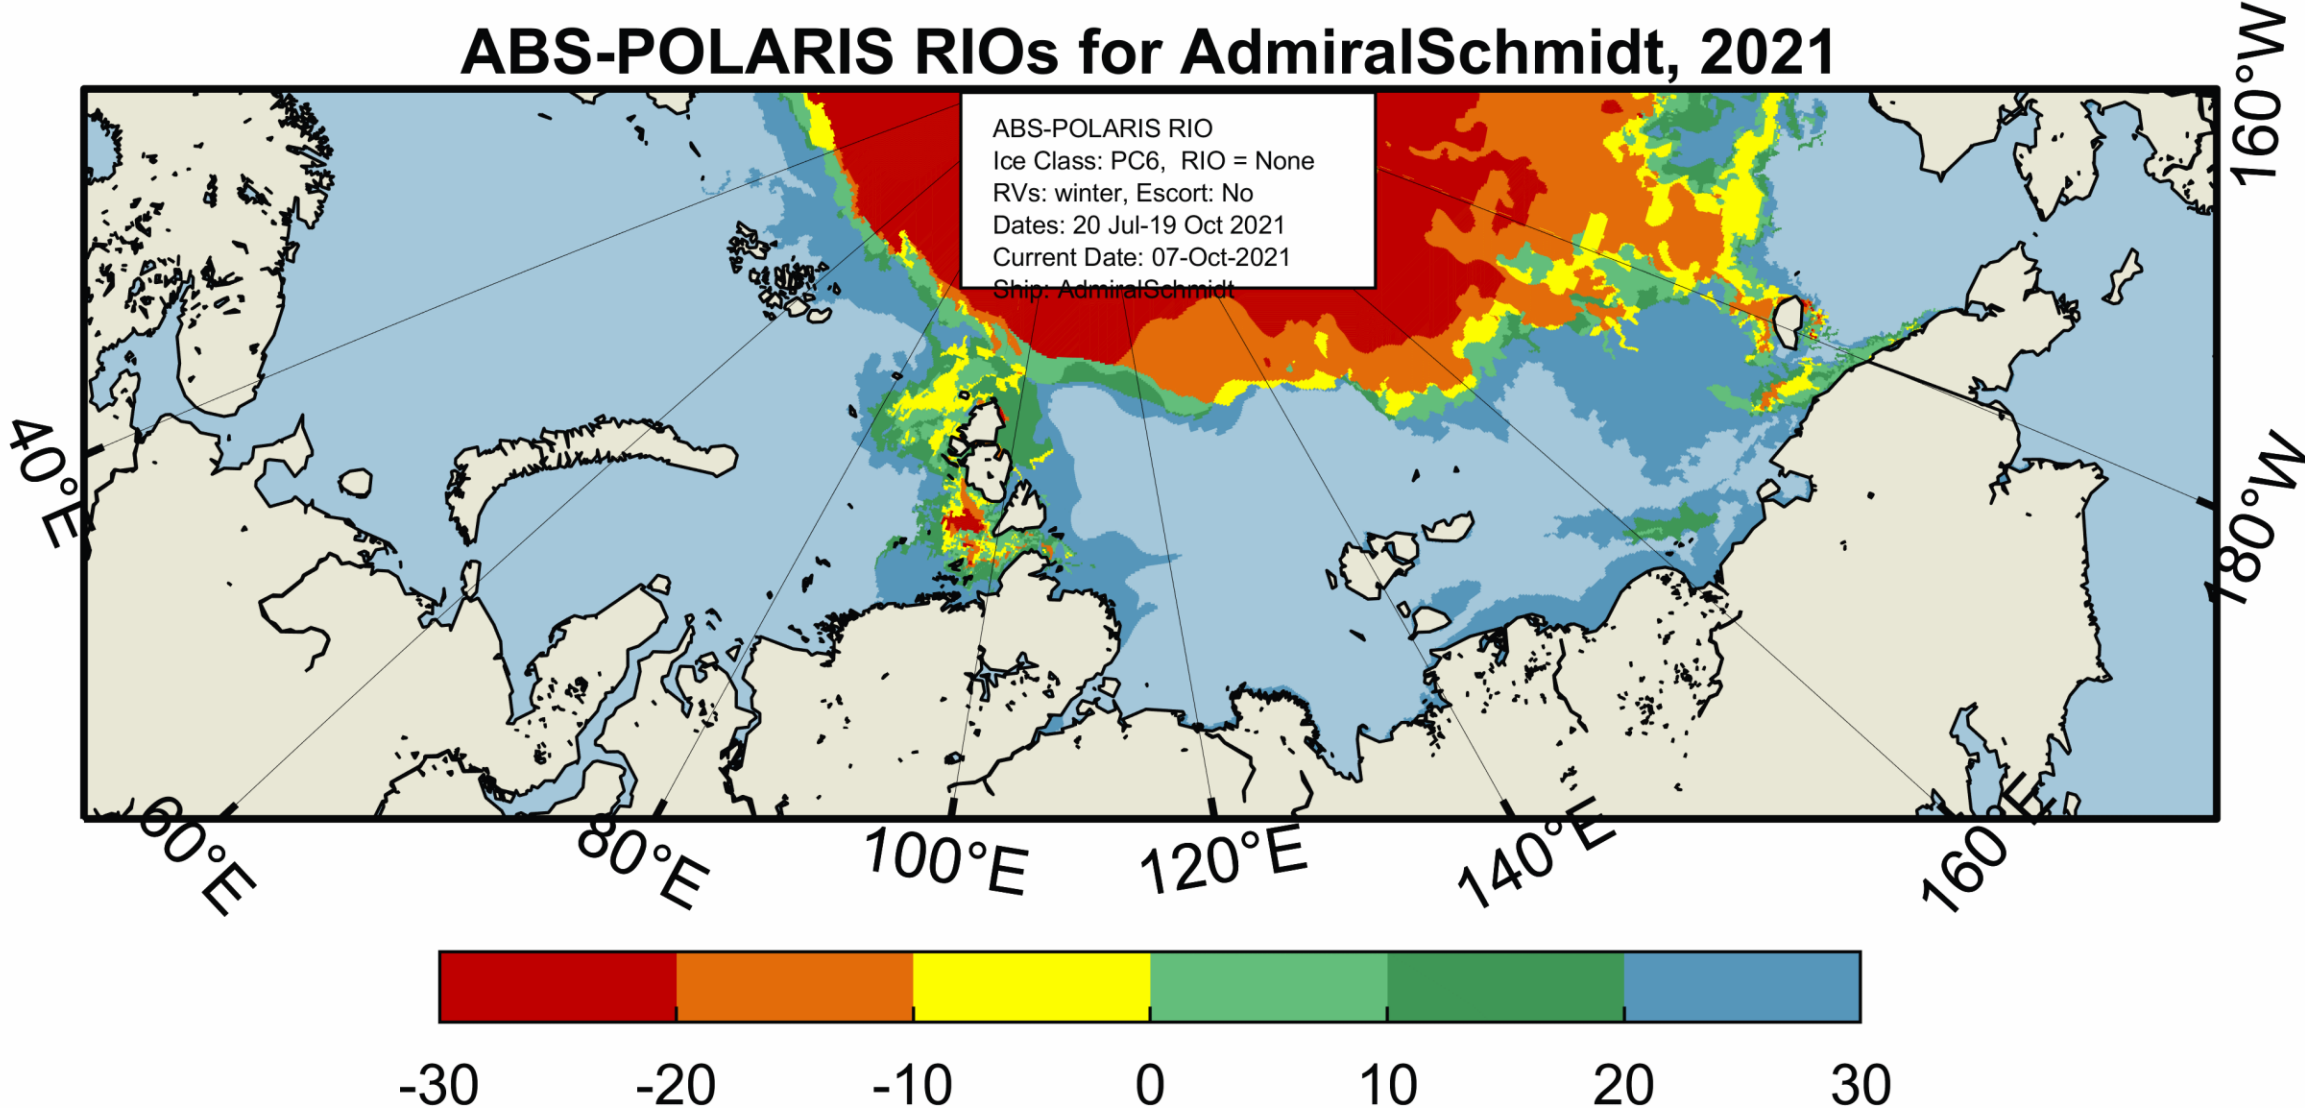 ABS-POLARIS RIOs for AdmiralSchmidt, 2021
160°W
ABS-POLARIS RIO
Ice Class: PC6, RIO = None
RVs: winter, Escort: No
Dates: 20 Jul-19 Oct 2021
Current Date: 07-Oct-2021
Ship: AdmiralSchmidt
40°E
180°W
60°E
80°E
100°E
120°E
140°E
160°E
-30
-20
-10
0
10
20
30